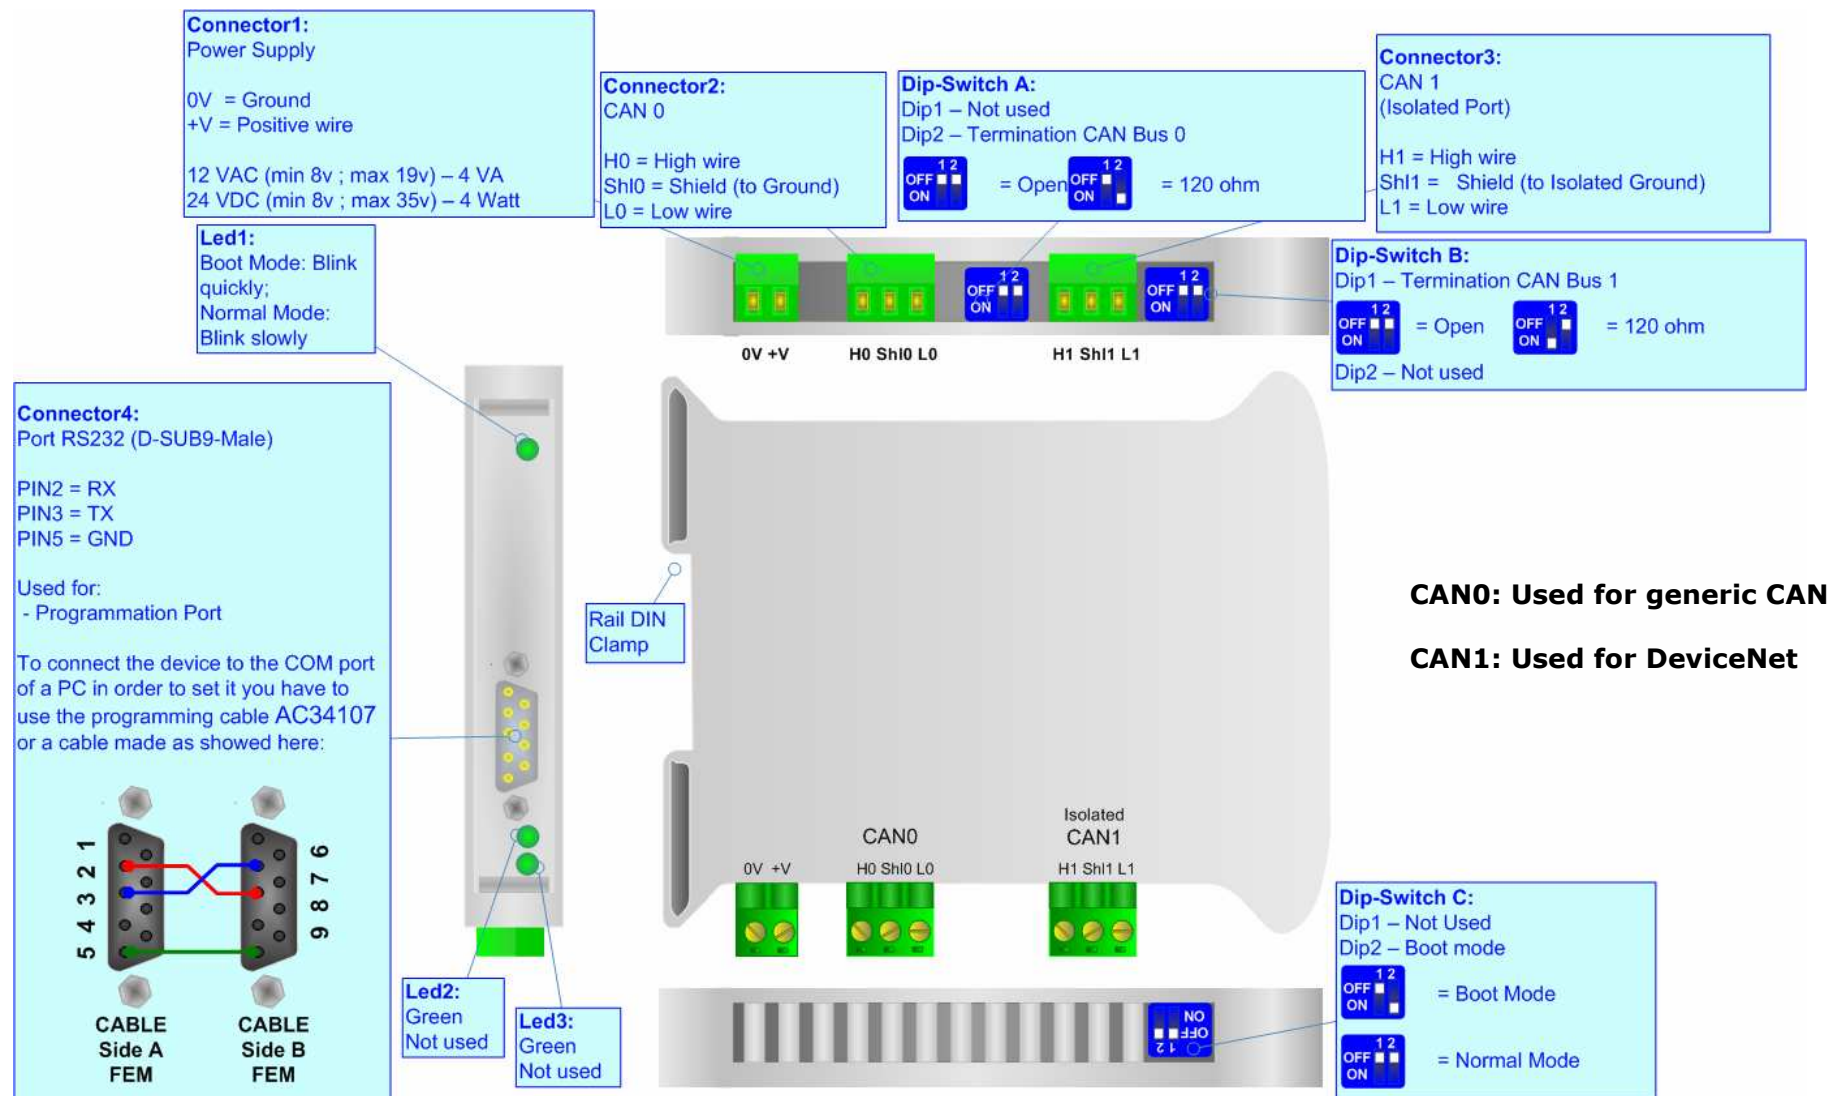 Connector1:
Power Supply
0V = Ground
+V = Positive wire
12 VAC (min 8v ; max 19v) – 4 VA
24 VDC (min 8v ; max 35v) – 4 Watt
Connector2:
CAN 0
H0 = High wire
Shl0 = Shield (to Ground)
L0 = Low wire
Dip-Switch A:
Dip1 – Not used
Dip2 – Termination CAN Bus 0
1 2
OFF
ON
= Open
1 2
OFF
ON
= 120 ohm
Connector3:
CAN 1
(Isolated Port)
H1 = High wire
Shl1 = Shield (to Isolated Ground)
L1 = Low wire
Led1:
Boot Mode: Blink
quickly;
Normal Mode:
Blink slowly
1 2
OFF
ON
1 2
OFF
ON
0V +V
H0 Shl0 L0
H1 Shl1 L1
Dip-Switch B:
Dip1 – Termination CAN Bus 1
1 2
OFF
ON
= Open
1 2
OFF
ON
= 120 ohm
Dip2 – Not used
Connector4:
Port RS232 (D-SUB9-Male)
PIN2 = RX
PIN3 = TX
PIN5 = GND
Used for:
- Programmation Port
To connect the device to the COM port
of a PC in order to set it you have to
use the programming cable AC34107
or a cable made as showed here:
1
2
3
4
5
6
7
8
9
CABLE
Side A
FEM
CABLE
Side B
FEM
Rail DIN
Clamp
CAN0: Used for generic CAN
CAN1: Used for DeviceNet
CAN0
Isolated
CAN1
0V +V
H0 Shl0 L0
H1 Shl1 L1
Led2:
Green
Not used
Led3:
Green
Not used
ON
OFF
1 2
Dip-Switch C:
Dip1 – Not Used
Dip2 – Boot mode
1 2
OFF
ON
= Boot Mode
1 2
OFF
ON
= Normal Mode